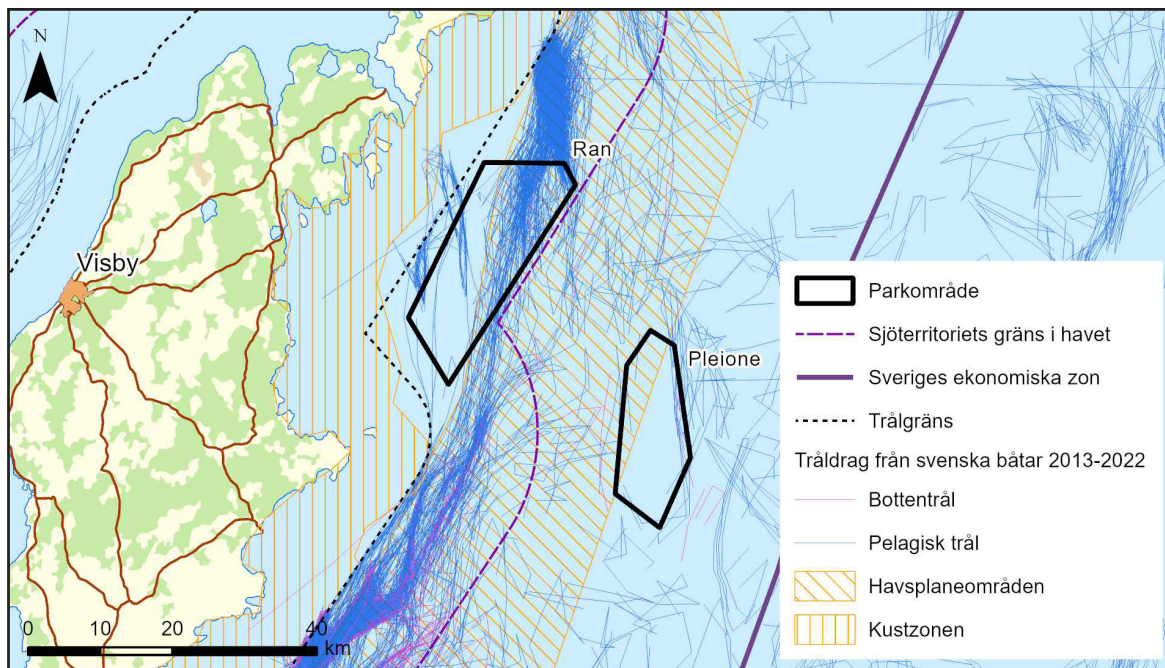 N
Ran
Visby
Pleione
Parkområde
Sjöterritoriets gräns i havet
Sveriges ekonomiska zon
Trålgräns
Tråldrag från svenska båtar 2013-2022
Bottentrål
Pelagisk trål
Havsplaneområden
Kustzonen
0 10 20 40
km